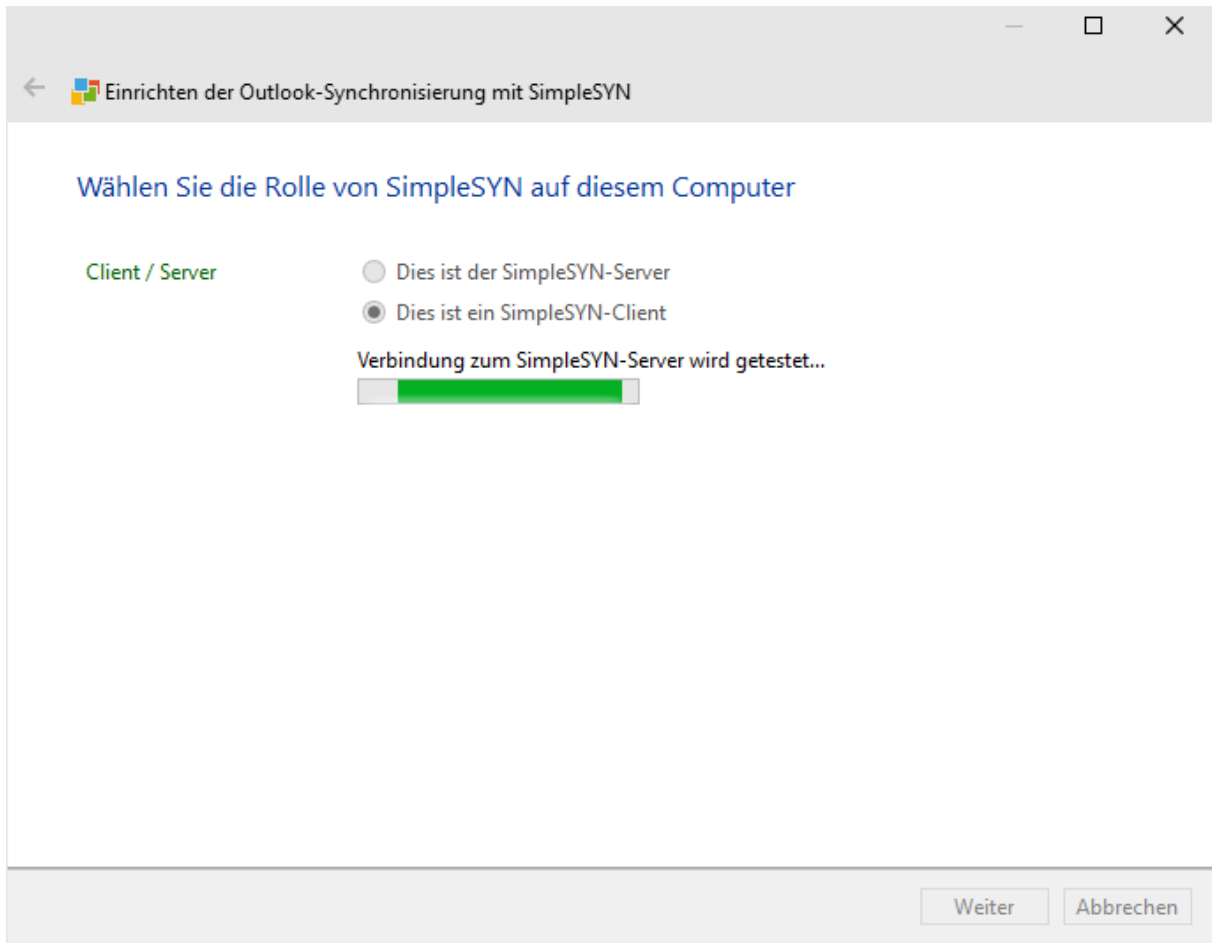 Einrichten der Outlook-Synchronisierung mit SimpleSYN
Wählen Sie die Rolle von SimpleSYN auf diesem Computer
Client / Server
Dies ist der SimpleSYN-Server
Dies ist ein SimpleSYN-Client
Verbindung zum SimpleSYN-Server wird getestet...
Weiter
Abbrechen